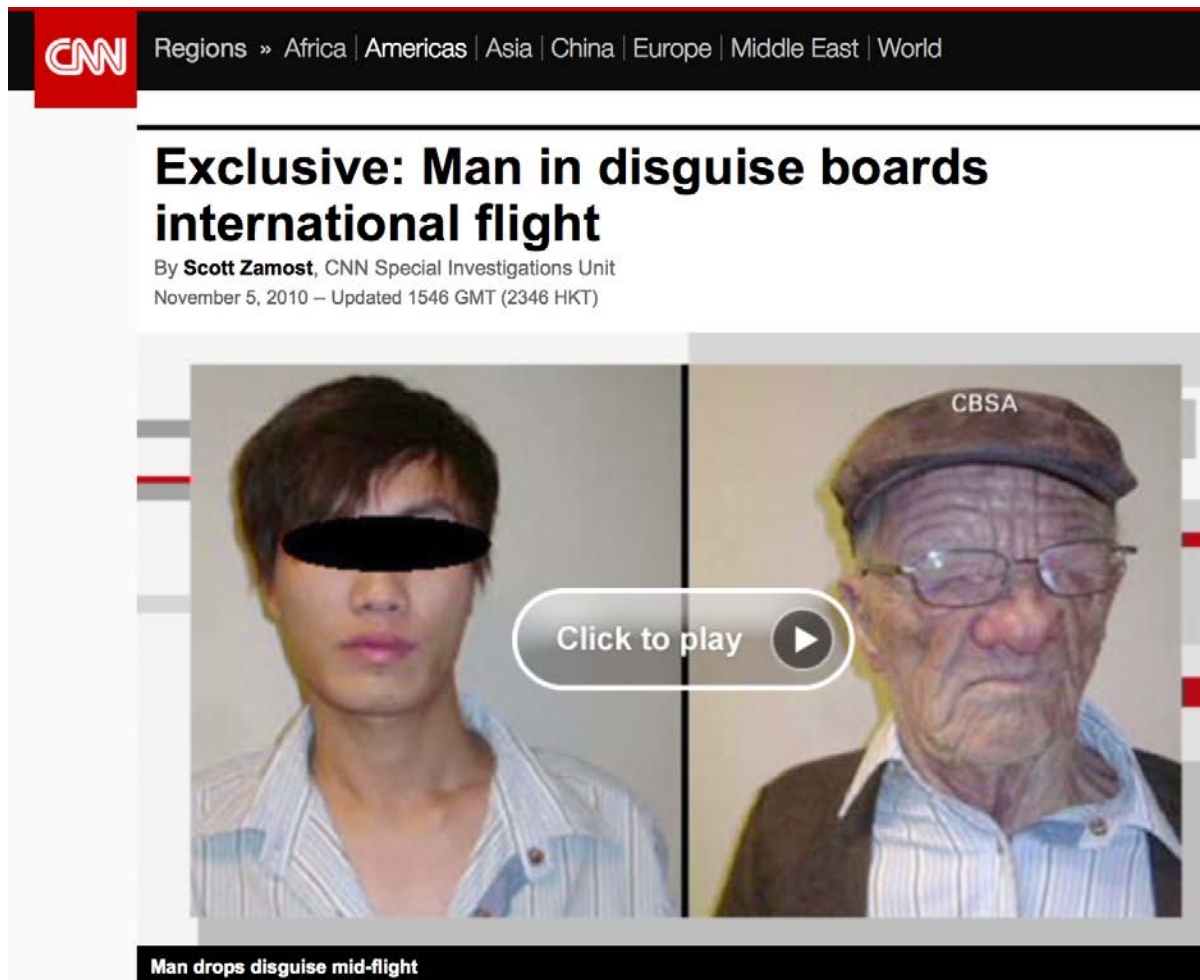 CNN
Regions » Africa | Americas | Asia | China | Europe | Middle East | World
Exclusive: Man in disguise boards
international flight
By Scott Zamost, CNN Special Investigations Unit
November 5, 2010 – Updated 1546 GMT (2346 HKT)
CBSA
Click to play
Man drops disguise mid-flight